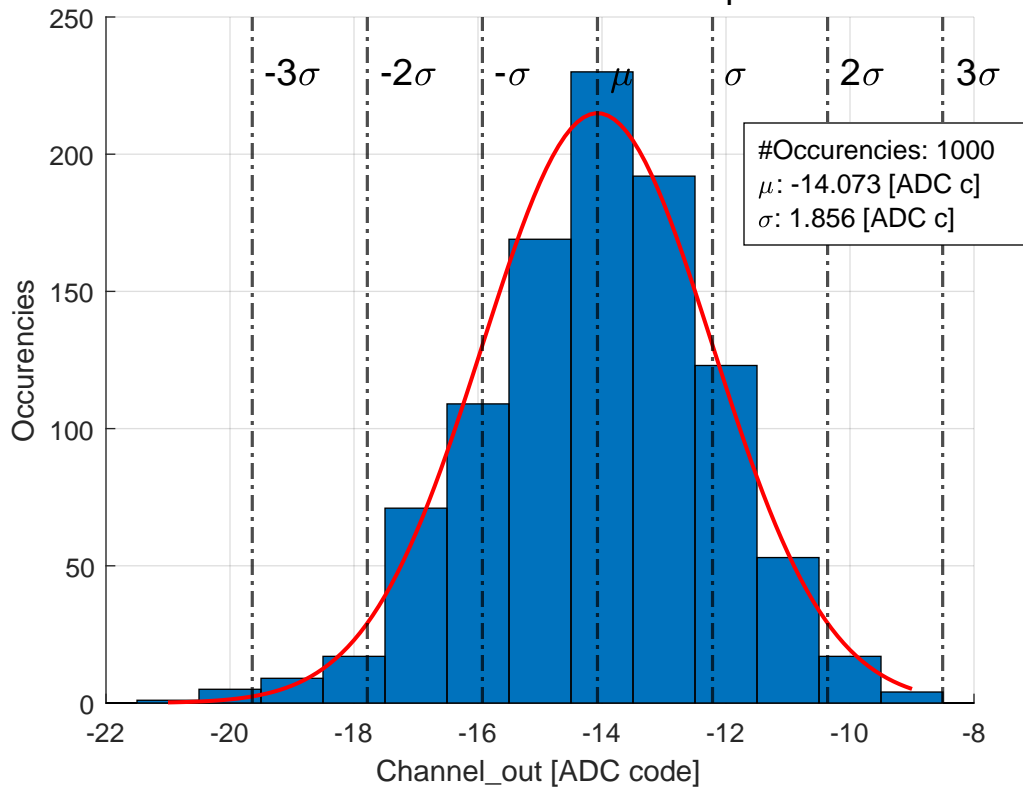 250
200
150
100
50
0
-3σ -2σ -σ μ σ 2σ 3σ
#Occurencies: 1000
μ: -14.073 [ADC c]
σ: 1.856 [ADC c]
Occurencies
-22 -20 -18 -16 -14 -12 -10 -8
Channel_out [ADC code]